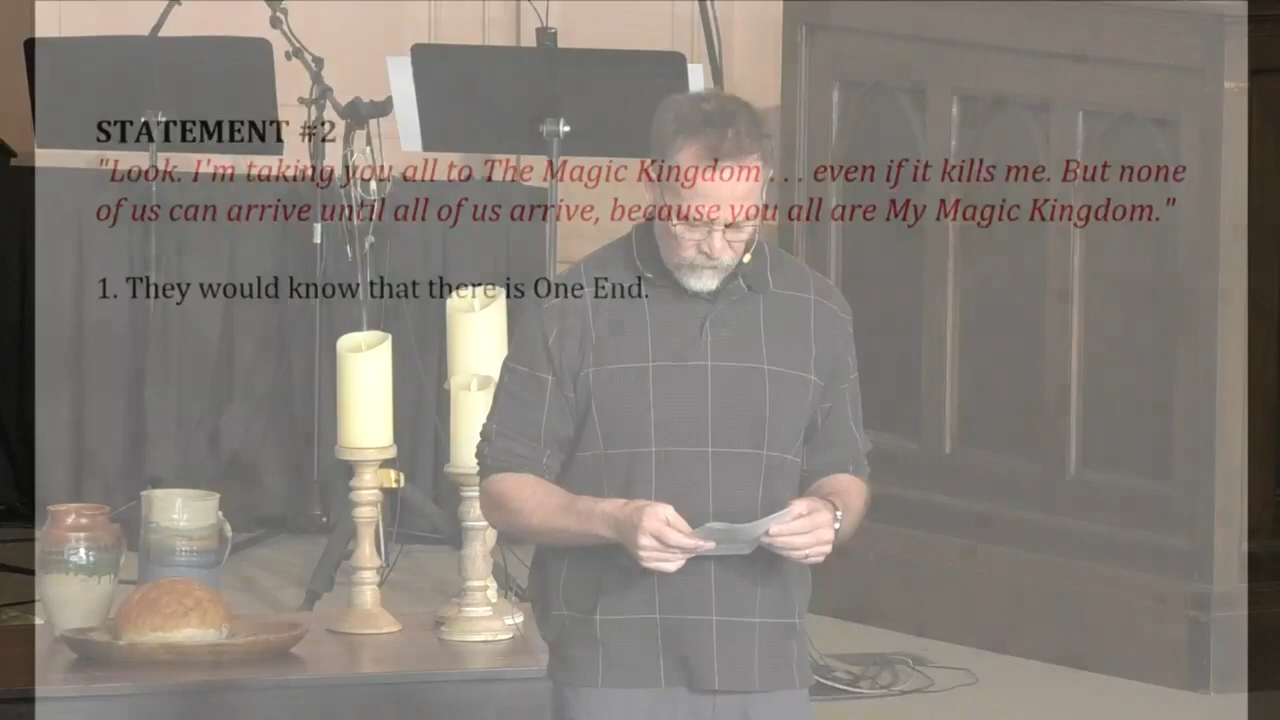 STATEMENT #2
"Look. I'm taking you all to The Magic Kingdom . . . even if it kills me. But none
of us can arrive until all of us arrive, because you all are My Magic Kingdom."
1. They would know that there is One End.